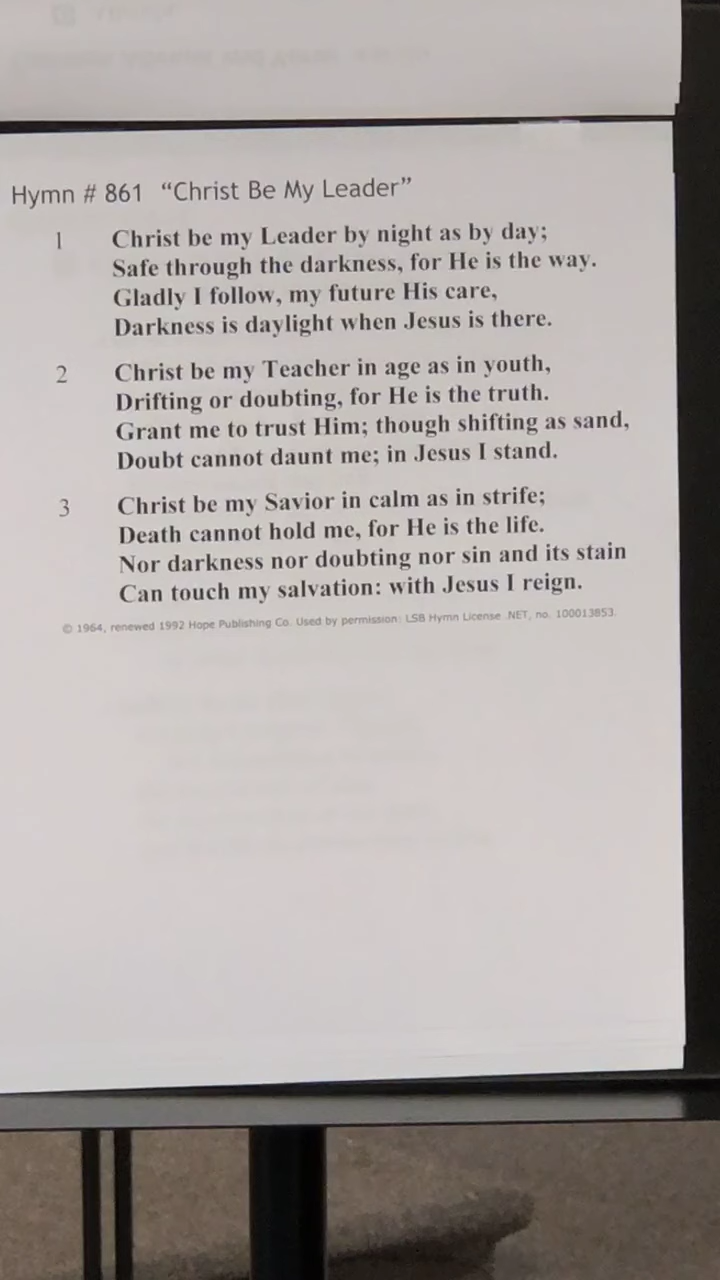 Hymn # 861 “Christ Be My Leader”
1 Christ be my Leader by night as by day;
Safe through the darkness, for He is the way.
Gladly I follow, my future His care,
Darkness is daylight when Jesus is there.
2 Christ be my Teacher in age as in youth,
Drifting or doubting, for He is the truth.
Grant me to trust Him; though shifting as sand,
Doubt cannot daunt me; in Jesus I stand.
3 Christ be my Savior in calm as in strife;
Death cannot hold me, for He is the life.
Nor darkness nor doubting nor sin and its stain
Can touch my salvation: with Jesus I reign.
© 1964, renewed 1992 Hope Publishing Co. Used by permission: LSB Hymn License .NET, no. 100013853.